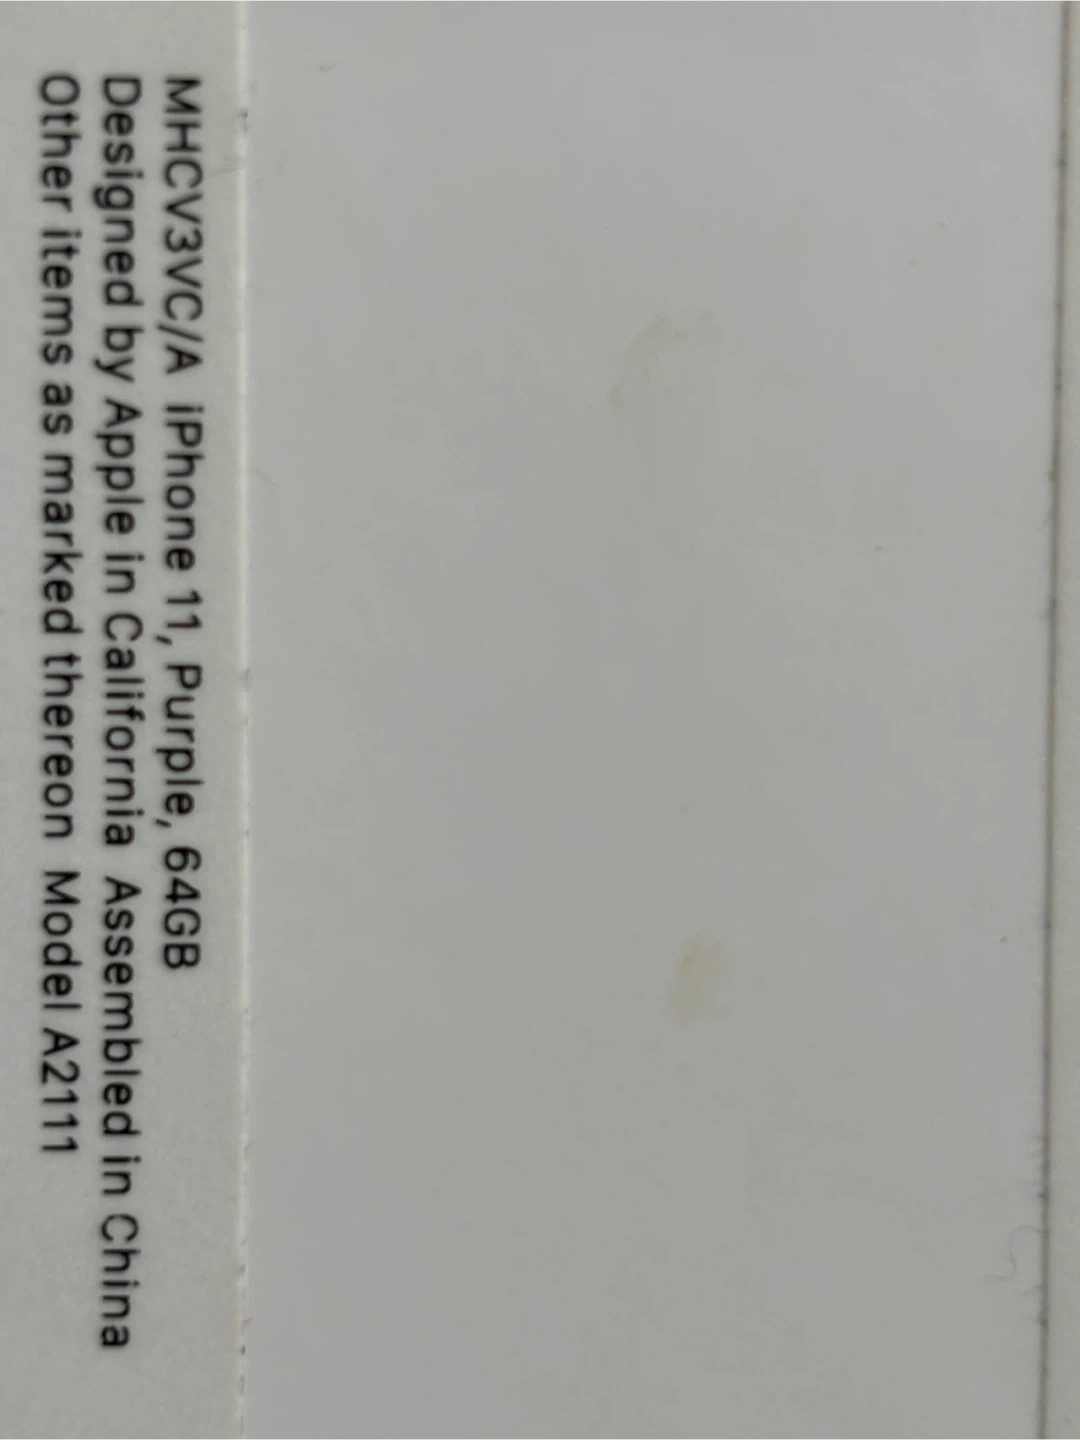 MHCV3VC/A iPhone 11, Purple, 64GB
Designed by Apple in California Assembled in China
Other items as marked thereon Model A2111